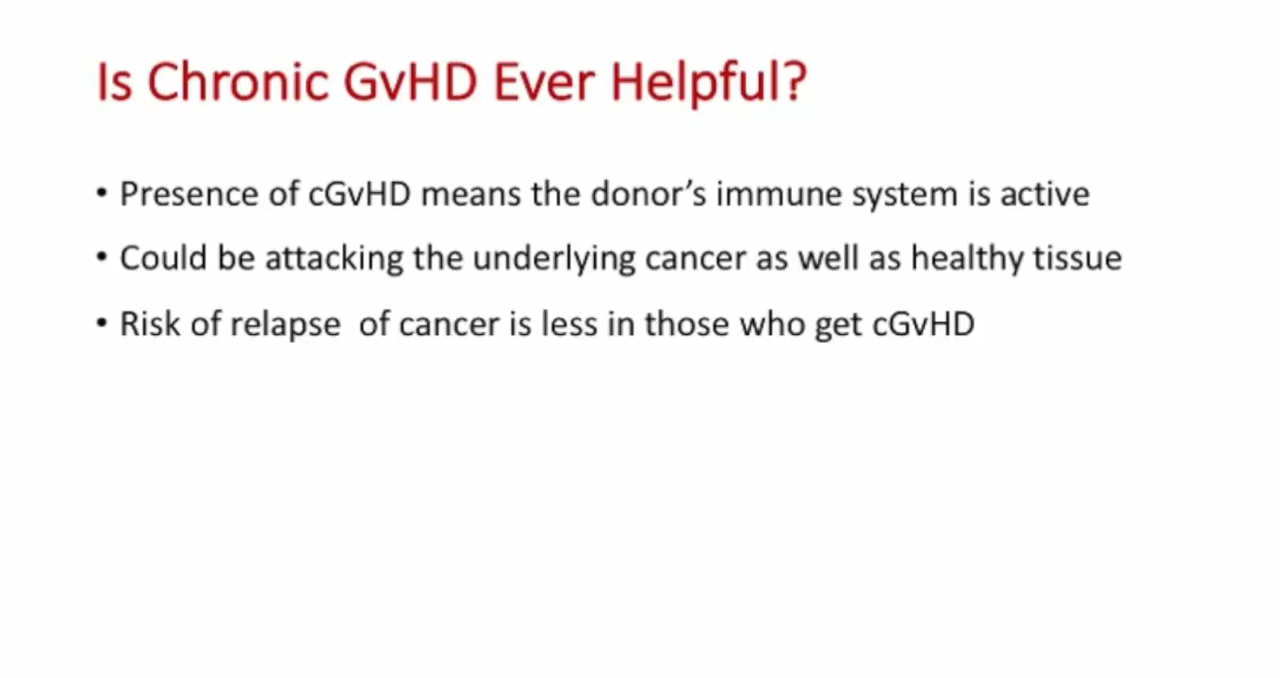 Is Chronic GvHD Ever Helpful?
• Presence of cGvHD means the donor’s immune system is active
• Could be attacking the underlying cancer as well as healthy tissue
• Risk of relapse  of cancer is less in those who get cGvHD